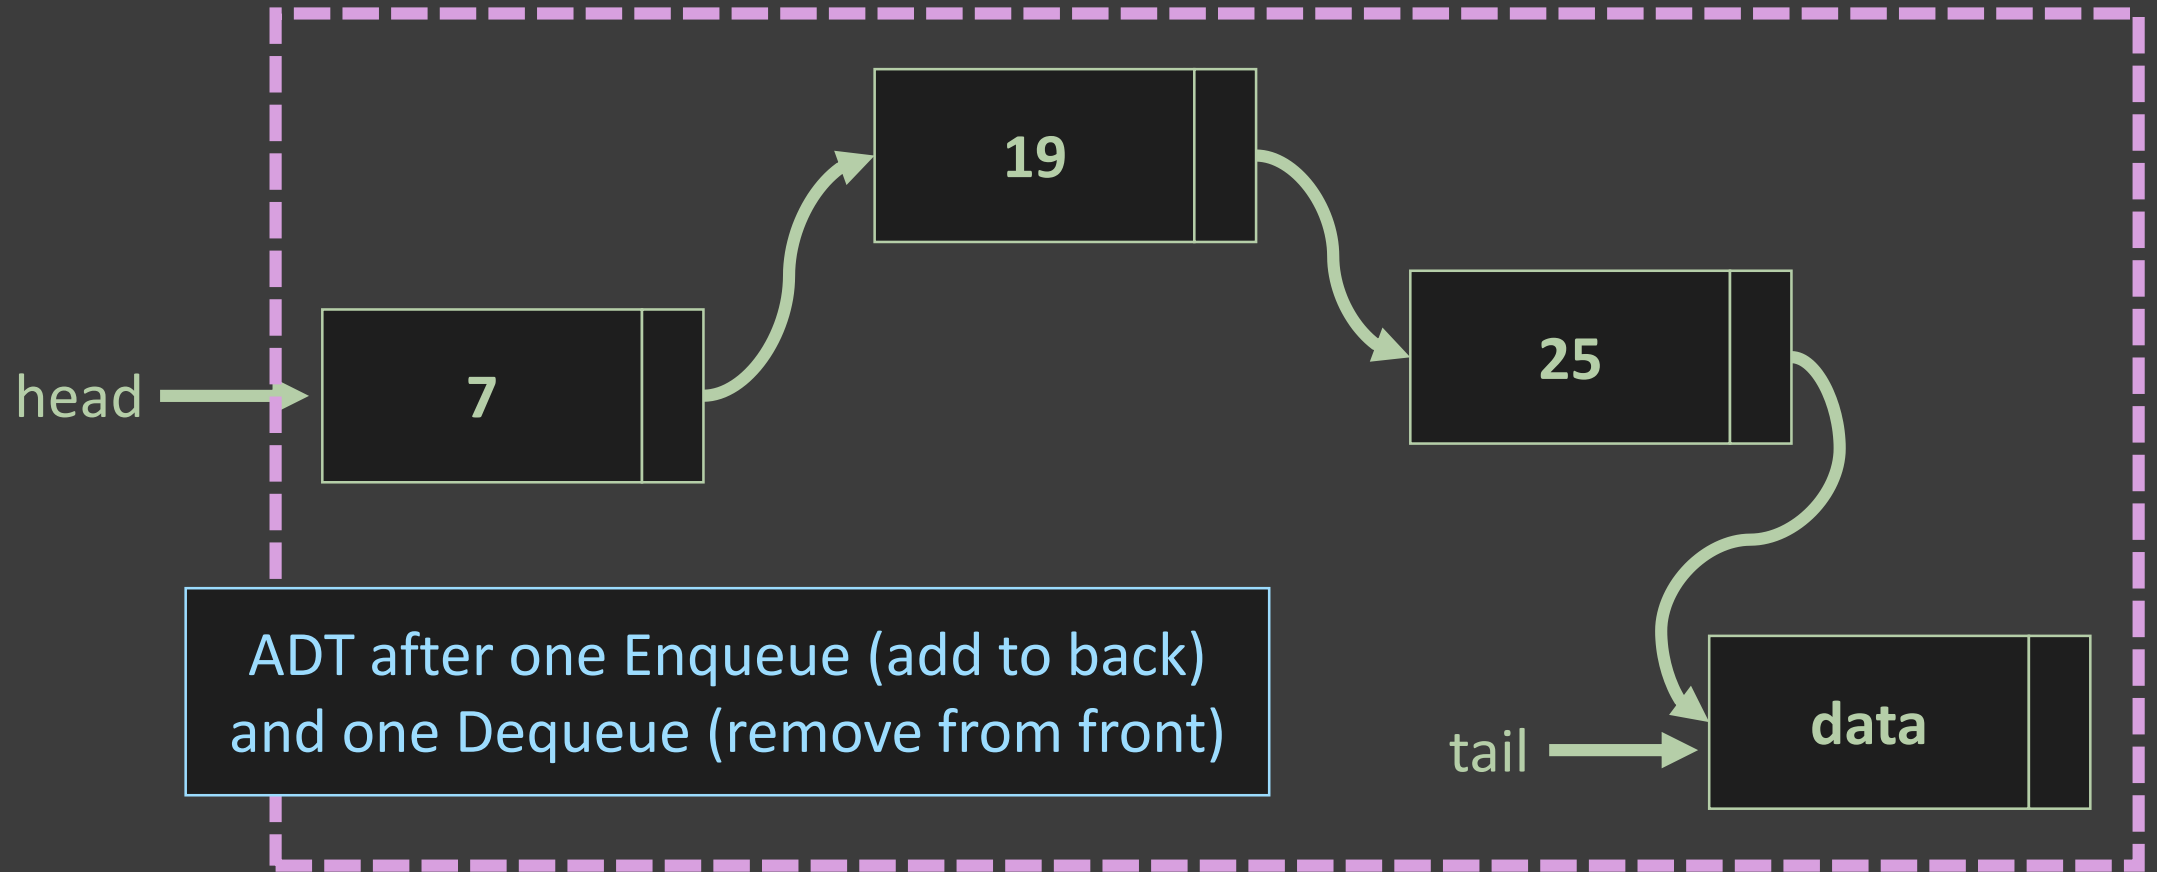 19
25
head
7
ADT after one Enqueue (add to back)
and one Dequeue (remove from front)
tail
data